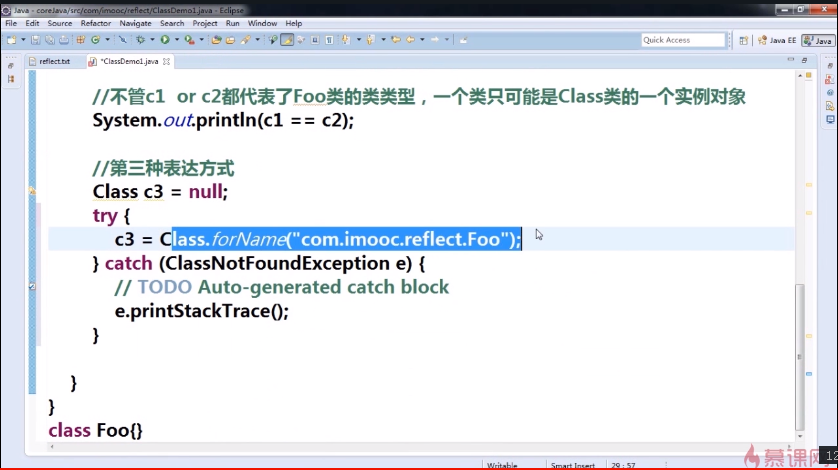 Java - coreJava/src/com/imooc/reflect/ClassDemo1.java - Eclipse
File Edit Source Refactor Navigate Search Project Run Window Help
Quick Access Java EE Java
reflect.txt *ClassDemo1.java
//不管c1 or c2都代表了Foo类的类类型，一个类只可能是Class类的一个实例对象
System.out.println(c1 == c2);
//第三种表达方式
Class c3 = null;
try {
c3 = Class.forName("com.imooc.reflect.Foo");
} catch (ClassNotFoundException e) {
// TODO Auto-generated catch block
e.printStackTrace();
}
}
}
class Foo{}
Writable Smart Insert 29 : 57
慕课网